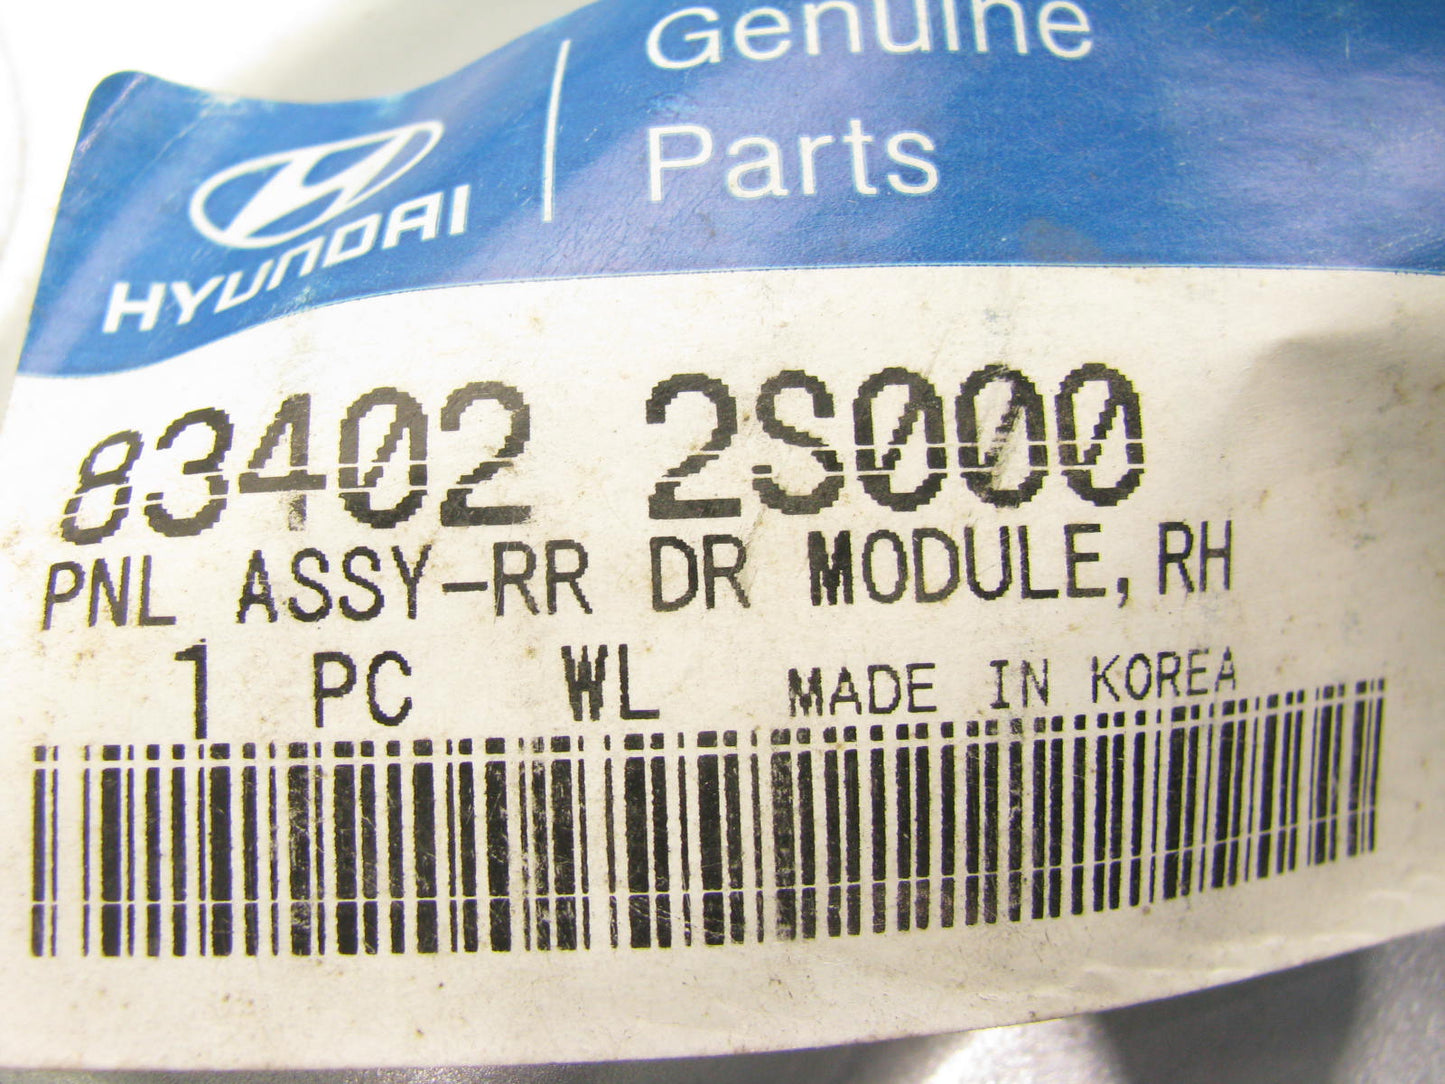 HYUNDAI
Genuine
Parts
83402 2S000
PNL ASSY-RR DR MODULE, RH
1 PC WL MADE IN KOREA